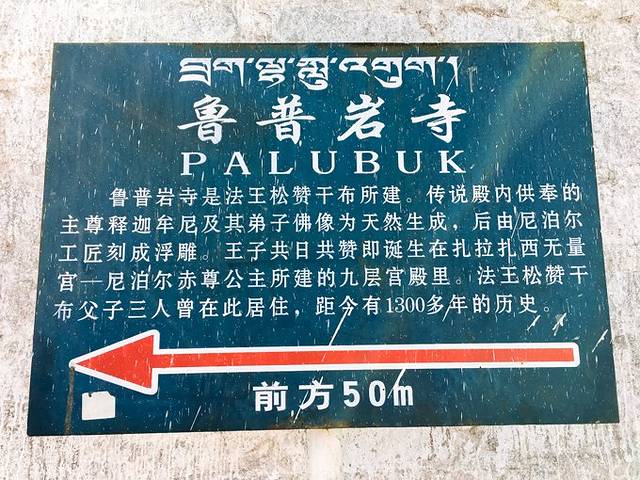 བྲག་ལྷ་ཀླུ་འགུག །
鲁普岩寺
PALUBUK
鲁普岩寺是法王松赞干布所建。传说殿内供奉的
主尊释迦牟尼及其弟子佛像为天然生成，后由尼泊尔
工匠刻成浮雕。王子共日共赞即诞生在扎拉扎西无量
宫—尼泊尔赤尊公主所建的九层宫殿里。法王松赞干
布父子三人曾在此居住，距今有1300多年的历史。
前方50m